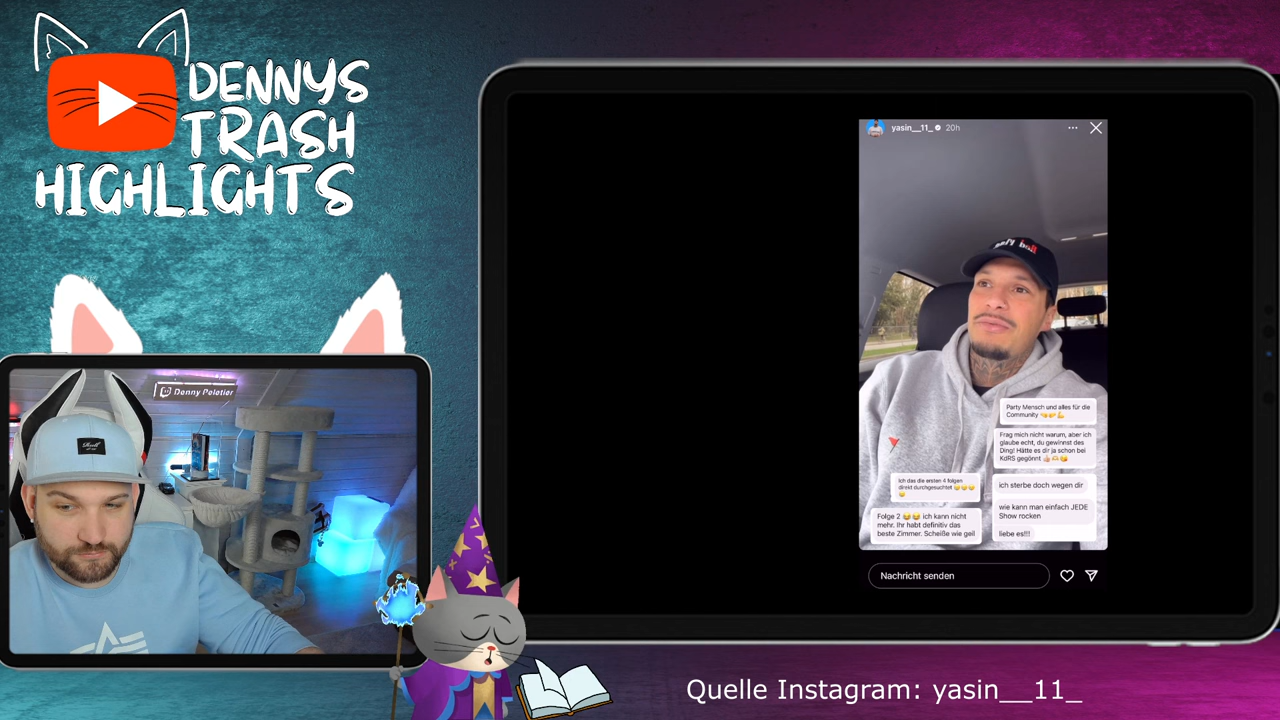 DENNYS
TRASH
HIGHLIGHTS
Denny Peletier
yasin__11_ 20h
Party Mensch und alles für die
Community 🤜🤛💪
Frag mich nicht warum, aber ich
glaube echt, du gewinnst des
Ding! Hätte es dir ja schon bei
KdRS gegönnt
ich das die ersten 4 folgen
direkt durchgesuchtet
ich sterbe doch wegen dir
wie kann man einfach JEDE
Show rocken
liebe es!!!
Folge 2 😂😂 ich kann nicht
mehr. Ihr habt definitiv das
beste Zimmer. Scheiße wie geil
Nachricht senden
Quelle Instagram: yasin__11_